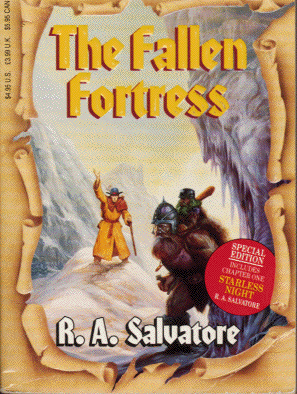 $4.95 U.S. £3.99 U.K. $5.95 CAN
The Fallen
Fortress
SPECIAL
EDITION
INCLUDES
CHAPTER ONE
STARLESS
NIGHT
R. A. SALVATORE
R. A. Salvatore